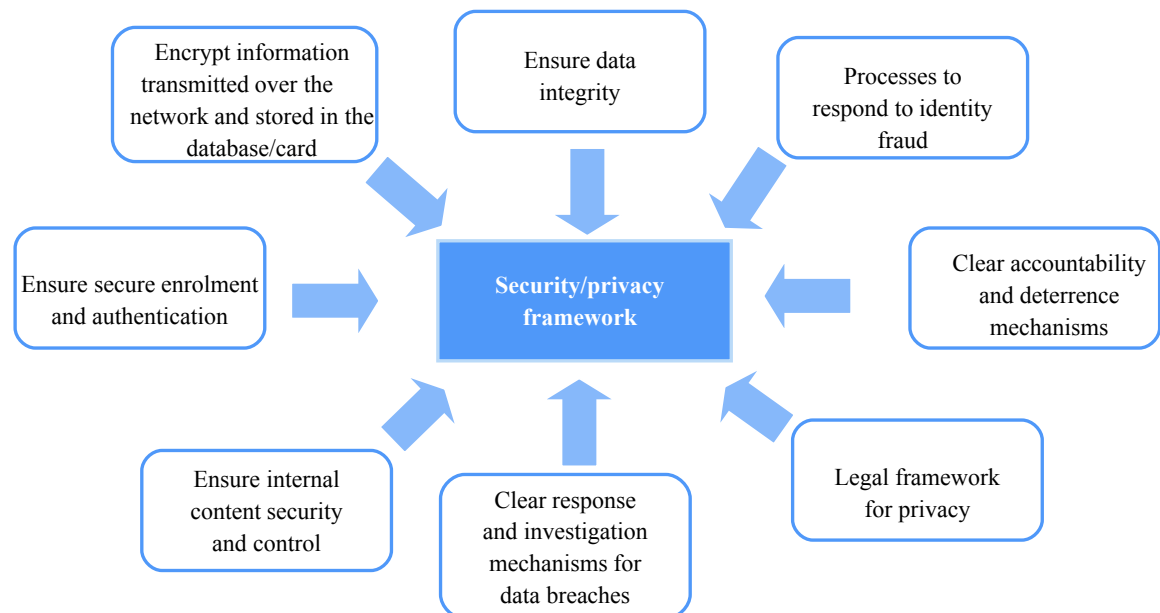 Encrypt information
transmitted over the
network and stored in the
database/card
Ensure data
integrity
Processes to
respond to identity
fraud
Ensure secure enrolment
and authentication
Security/privacy
framework
Clear accountability
and deterrence
mechanisms
Ensure internal
content security
and control
Clear response
and investigation
mechanisms for
data breaches
Legal framework
for privacy